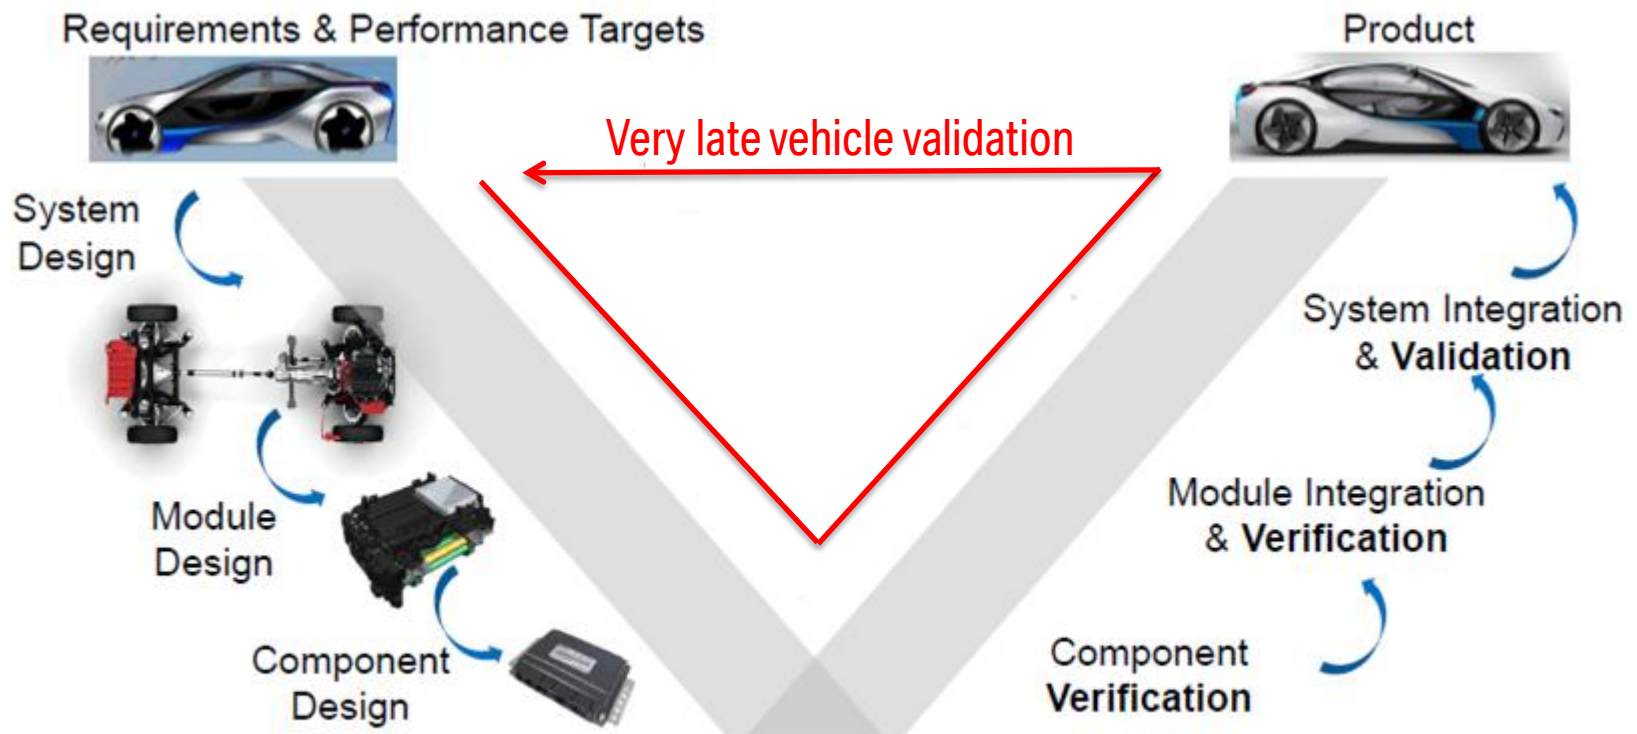 Requirements & Performance Targets
Product
Very late vehicle validation
System
Design
System Integration
& Validation
Module
Design
Module Integration
& Verification
Component
Design
Component
Verification